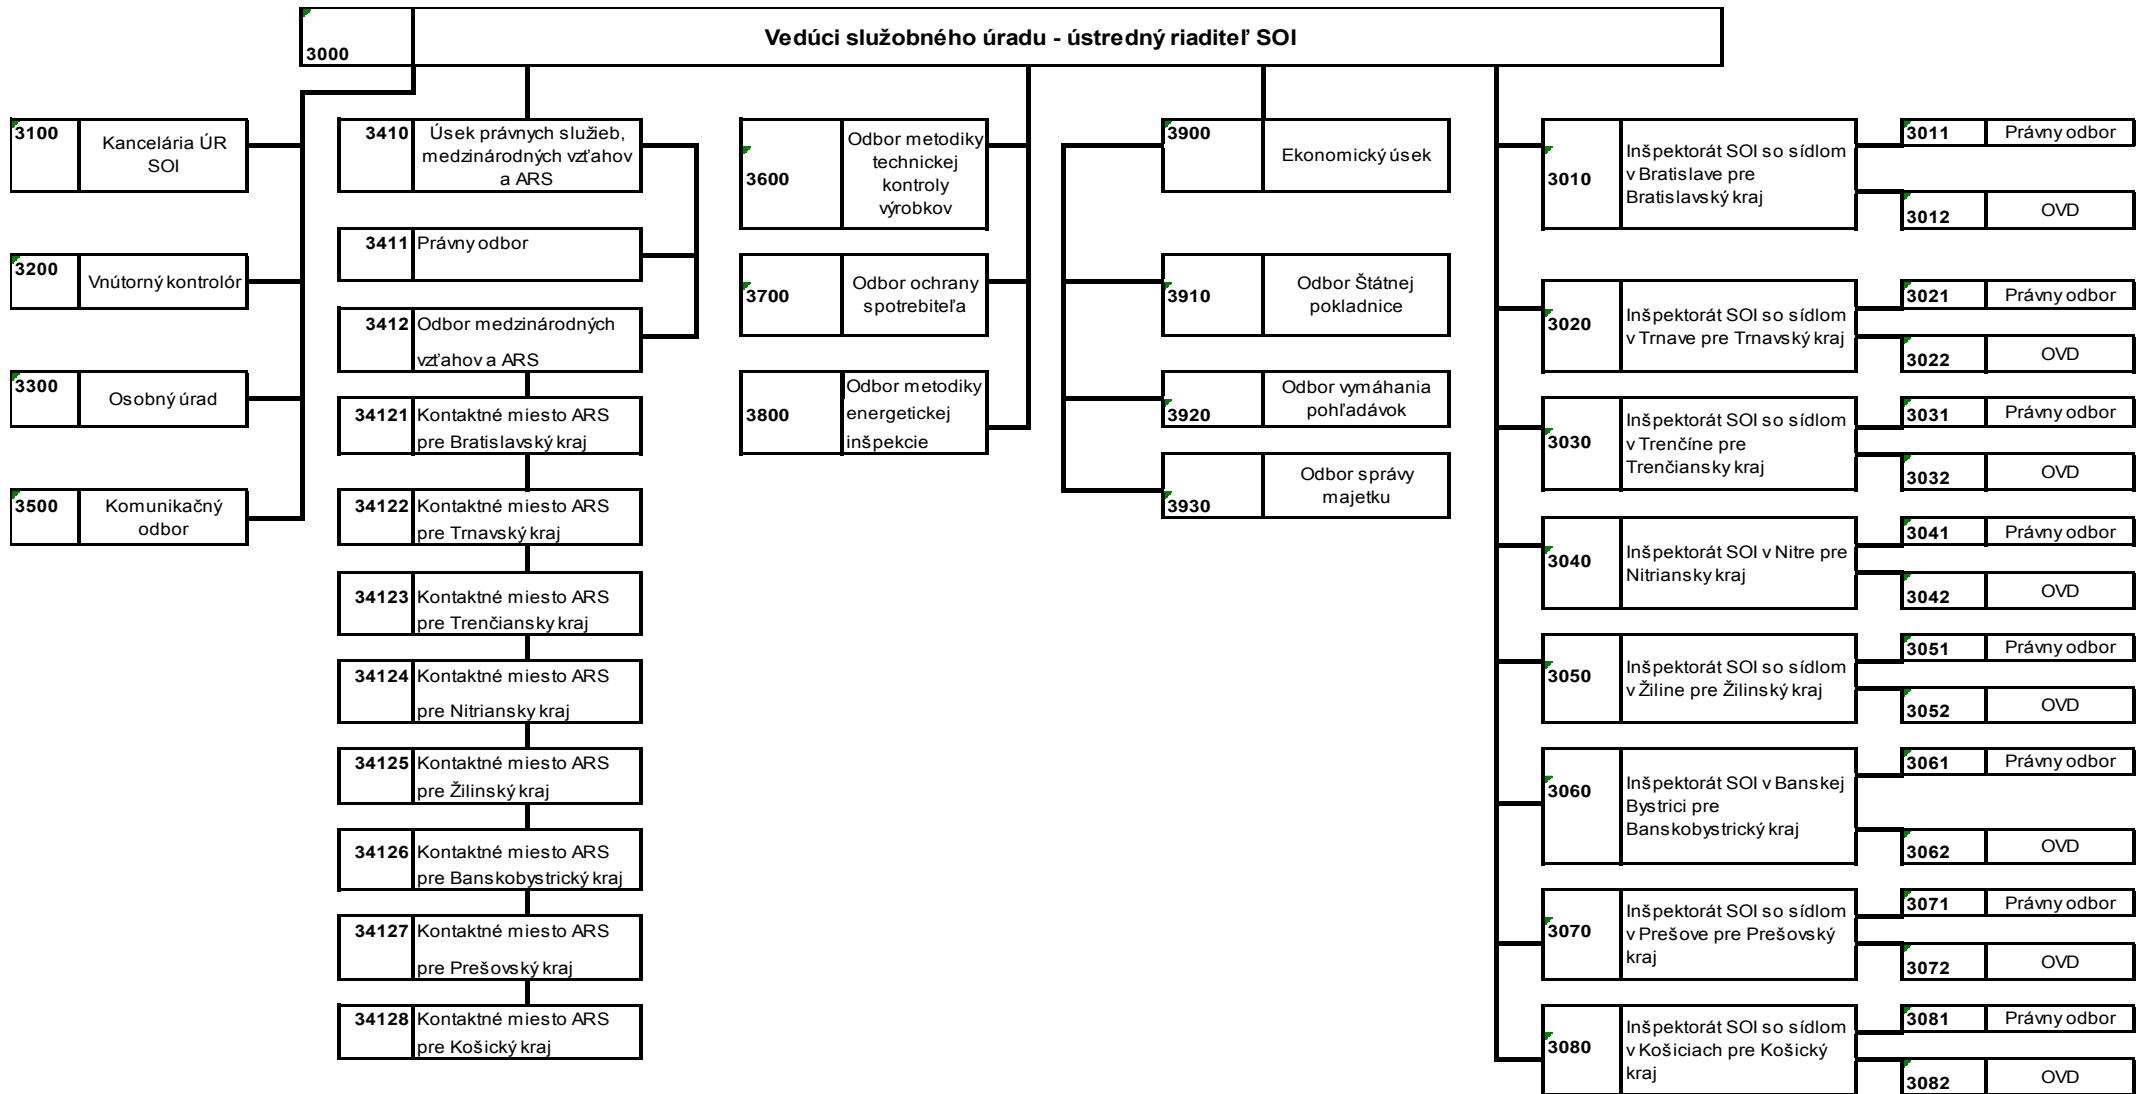 3000
Vedúci služobného úradu - ústredný riaditeľ SOI
3100
Kancelária ÚR
SOI
3200
Vnútorný kontrolór
3300
Osobný úrad
3500
Komunikačný
odbor
3410
Úsek právnych služieb,
medzinárodných vzťahov
a ARS
3411
Právny odbor
3412
Odbor medzinárodných
vzťahov a ARS
34121
Kontaktné miesto ARS
pre Bratislavský kraj
34122
Kontaktné miesto ARS
pre Trnavský kraj
34123
Kontaktné miesto ARS
pre Trenčiansky kraj
34124
Kontaktné miesto ARS
pre Nitriansky kraj
34125
Kontaktné miesto ARS
pre Žilinský kraj
34126
Kontaktné miesto ARS
pre Banskobystrický kraj
34127
Kontaktné miesto ARS
pre Prešovský kraj
34128
Kontaktné miesto ARS
pre Košický kraj
3600
Odbor metodiky
technickej
kontroly
výrobkov
3700
Odbor ochrany
spotrebiteľa
3800
Odbor metodiky
energetickej
inšpekcie
3900
Ekonomický úsek
3910
Odbor Štátnej
pokladnice
3920
Odbor vymáhania
pohľadávok
3930
Odbor správy
majetku
3010
Inšpektorát SOI so sídlom
v Bratislave pre
Bratislavský kraj
3011
Právny odbor
3012
OVD
3020
Inšpektorát SOI so sídlom
v Trnave pre Trnavský kraj
3021
Právny odbor
3022
OVD
3030
Inšpektorát SOI so sídlom
v Trenčíne pre
Trenčiansky kraj
3031
Právny odbor
3032
OVD
3040
Inšpektorát SOI v Nitre pre
Nitriansky kraj
3041
Právny odbor
3042
OVD
3050
Inšpektorát SOI so sídlom
v Žiline pre Žilinský kraj
3051
Právny odbor
3052
OVD
3060
Inšpektorát SOI v Banskej
Bystrici pre
Banskobystrický kraj
3061
Právny odbor
3062
OVD
3070
Inšpektorát SOI so sídlom
v Prešove pre Prešovský
kraj
3071
Právny odbor
3072
OVD
3080
Inšpektorát SOI so sídlom
v Košiciach pre Košický
kraj
3081
Právny odbor
3082
OVD